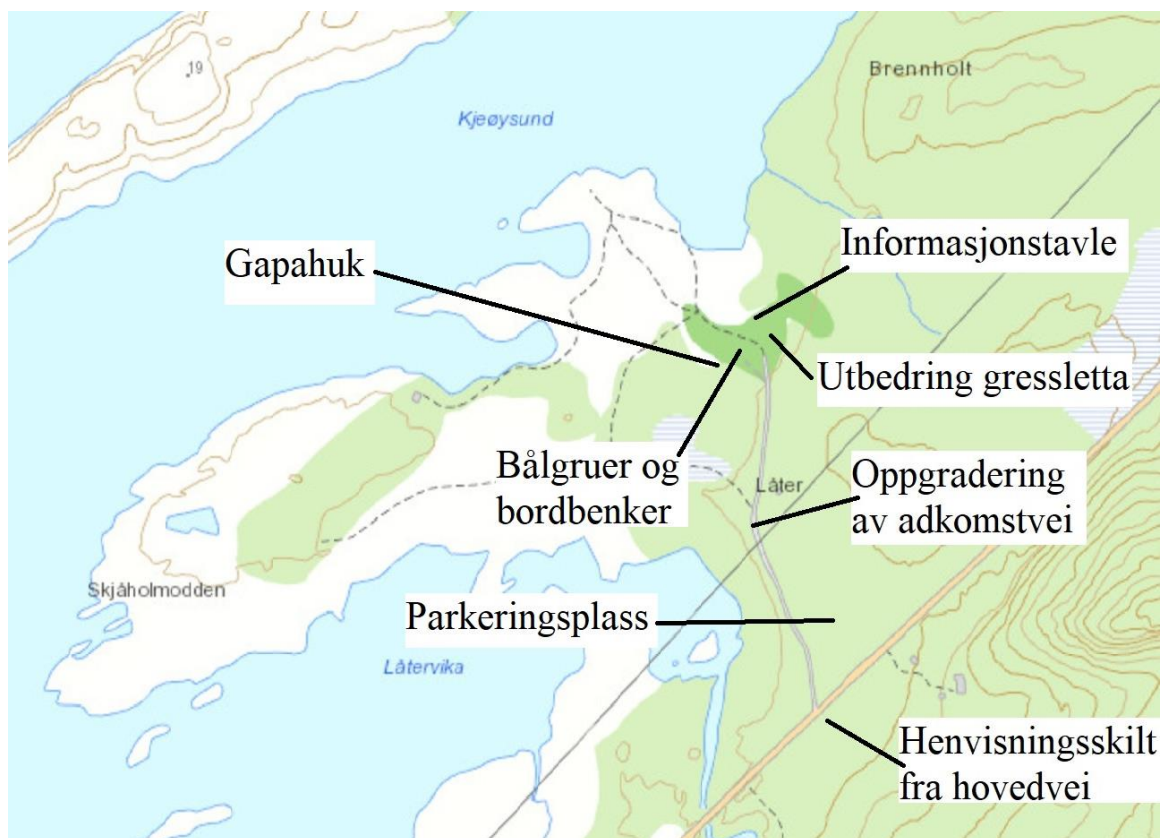 19
Brennholt
Kjeøysund
Informasjonstavle
Gapahuk
Utbedring gressletta
Bålgruer og
bordbenker
Låter
Oppgradering
av adkomstvei
Skjåholmodden
Parkeringsplass
Låtervika
Henvisningsskilt
fra hovedvei